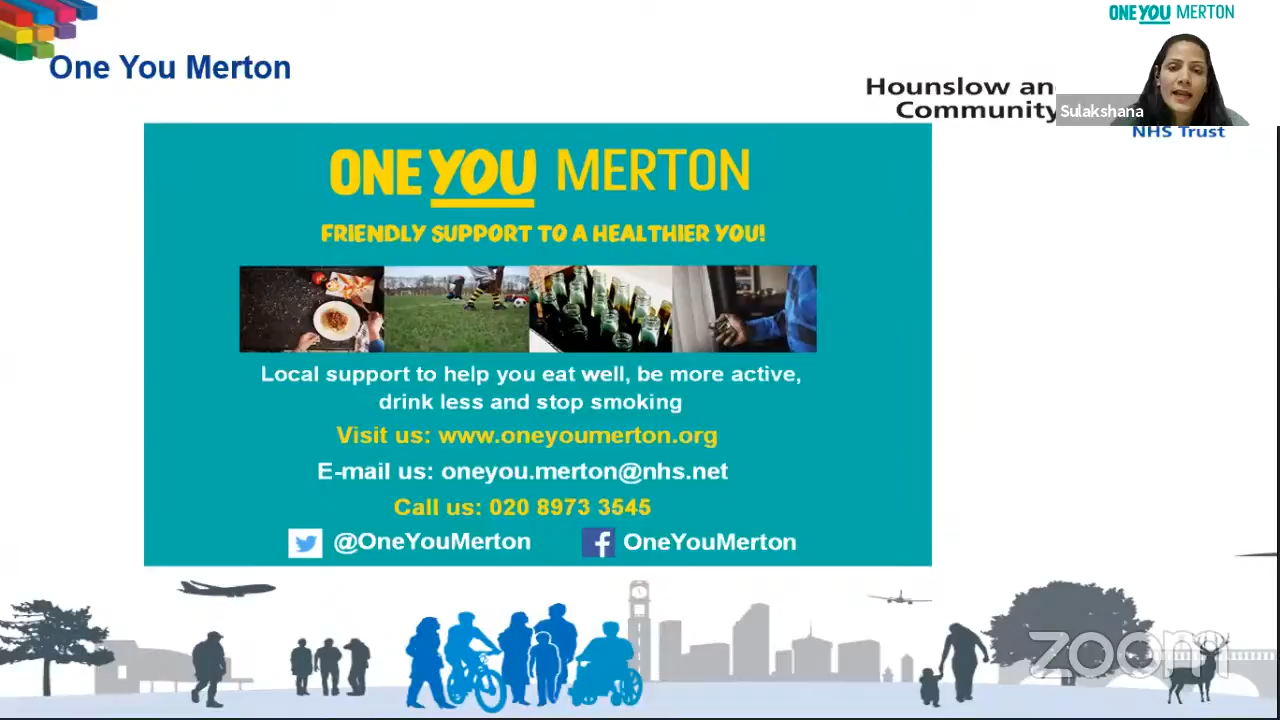 ONE YOU MERTON
One You Merton
Hounslow an
Community
Sulakshana
NHS Trust
ONE YOU MERTON
FRIENDLY SUPPORT TO A HEALTHIER YOU!
Local support to help you eat well, be more active,
drink less and stop smoking
Visit us: www.oneyoumerton.org
E-mail us: oneyou.merton@nhs.net
Call us: 020 8973 3545
@OneYouMerton
OneYouMerton
zoom